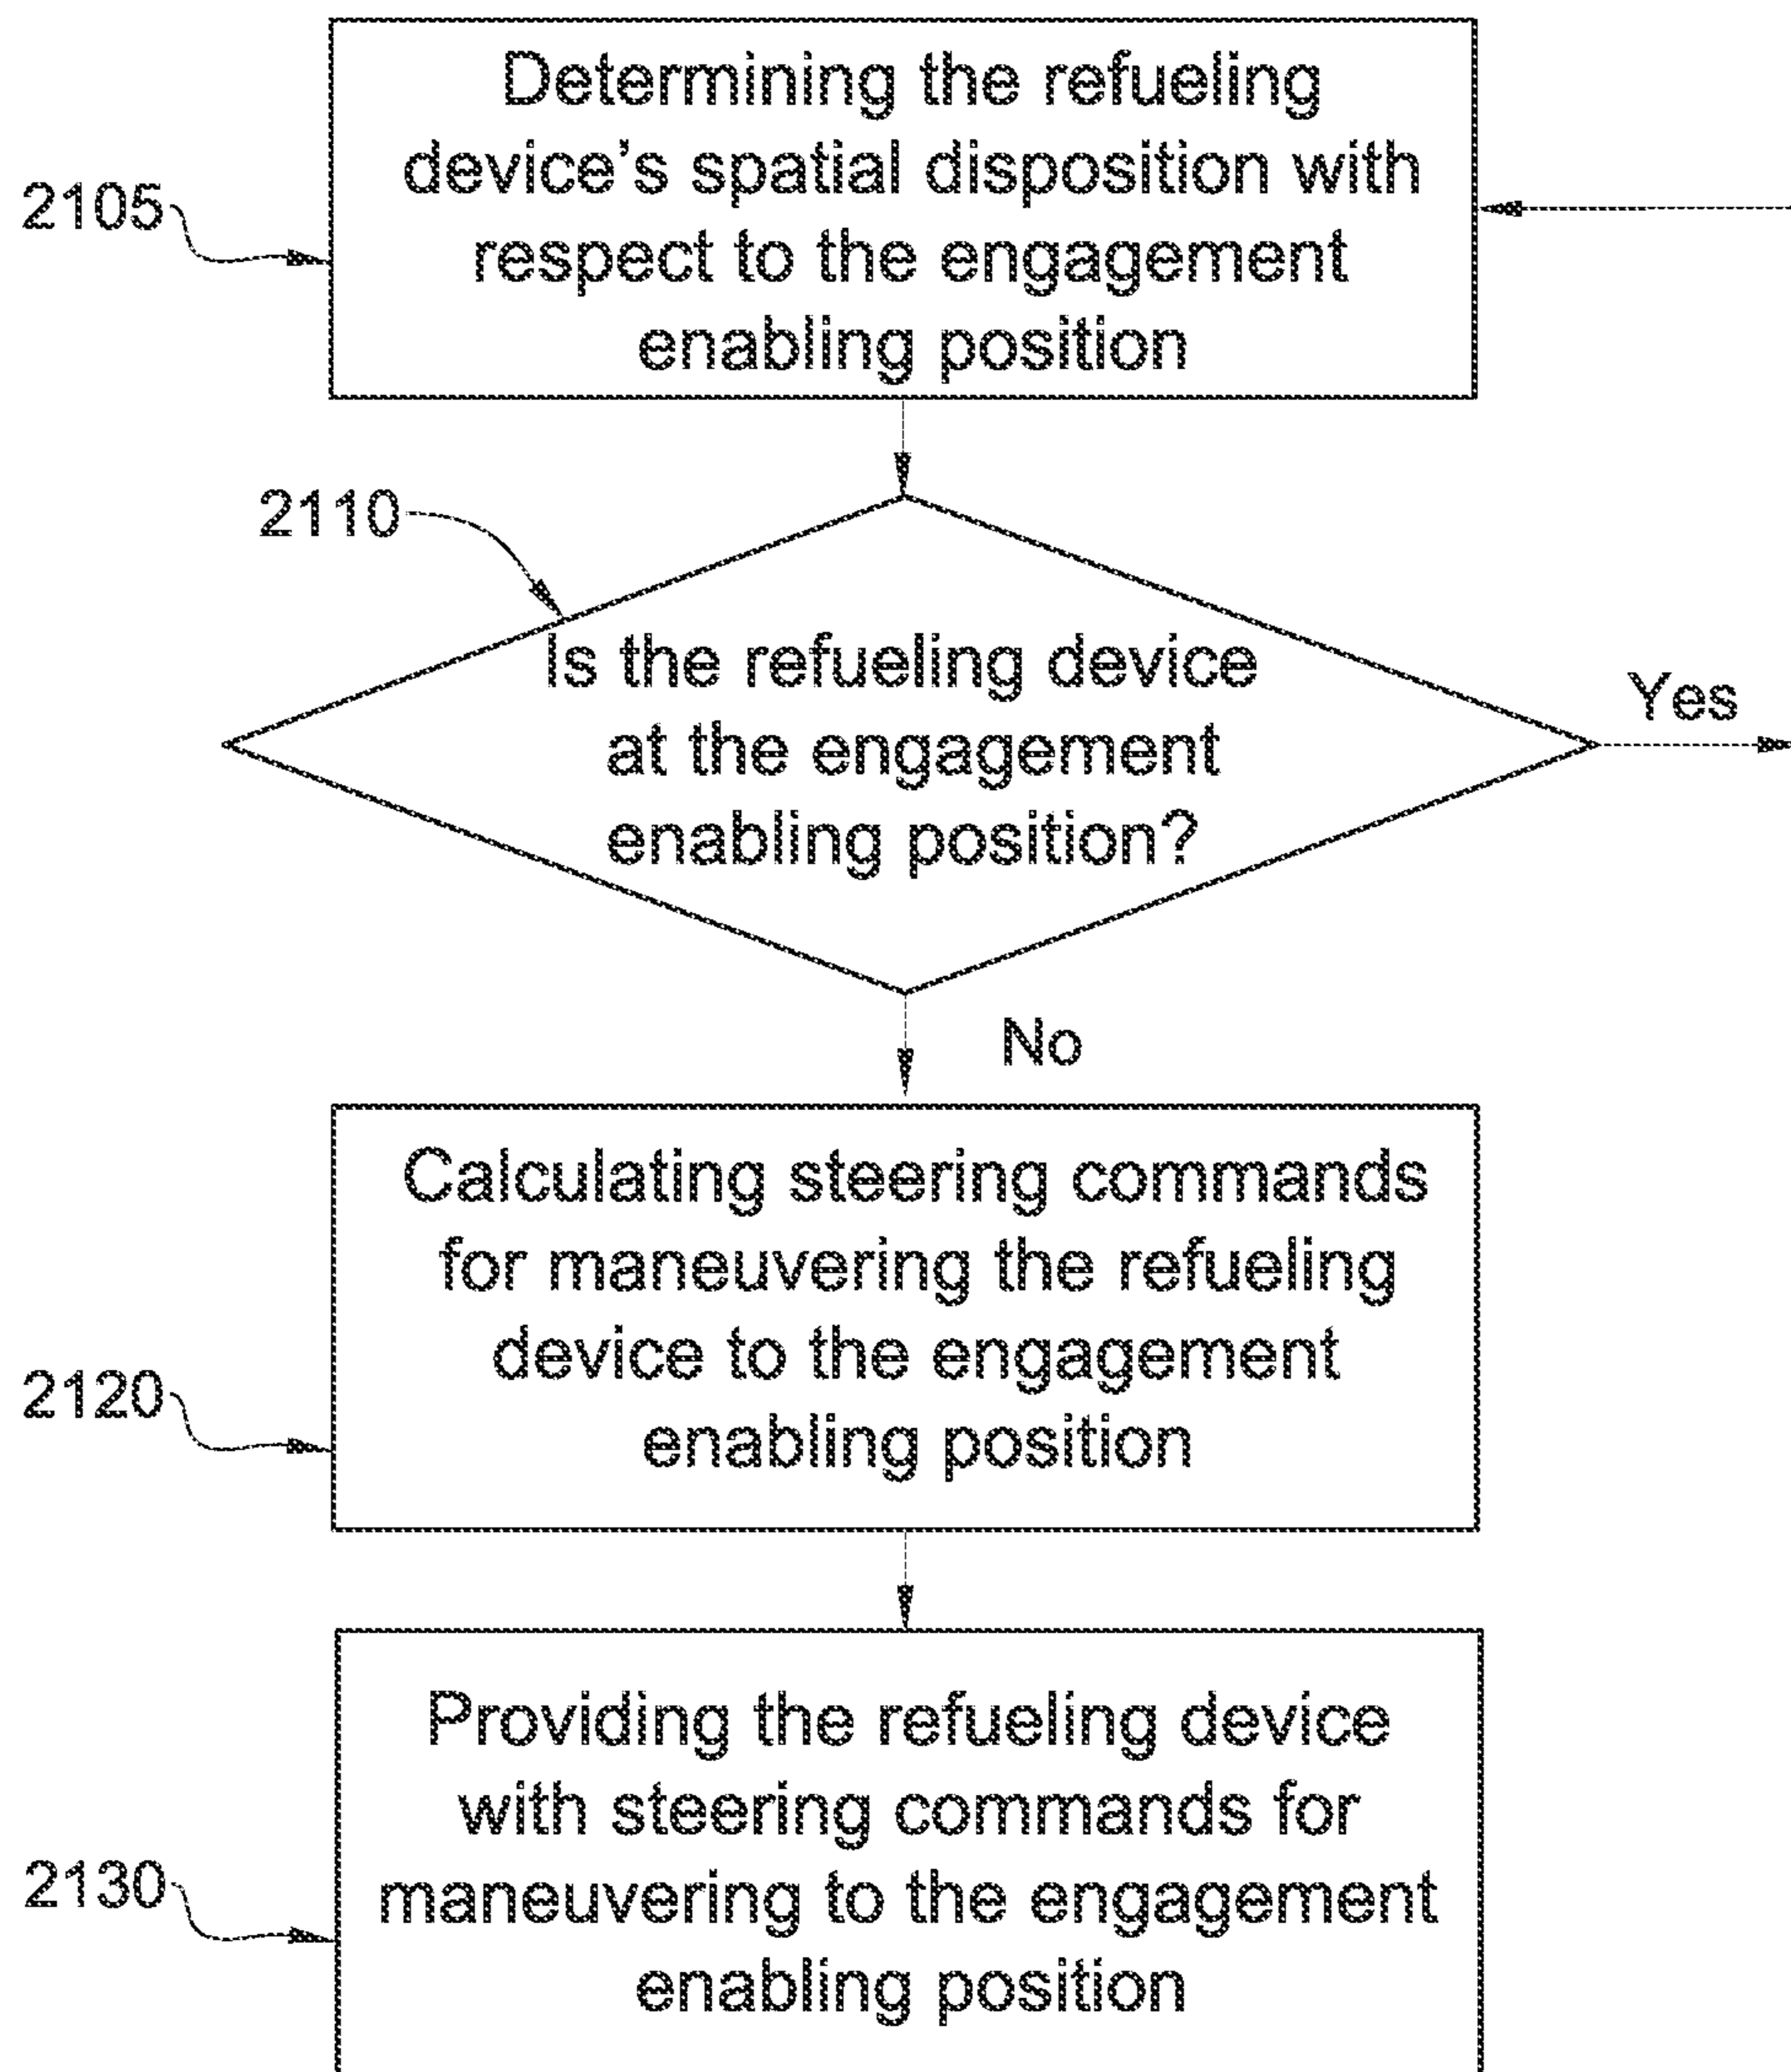 Determining the refueling
device's spatial disposition with
2105
respect to the engagement
enabling position
2110
Is the refueling device
Yes
at the engagement
enabling position?
No
Calculating steering commands
for maneuvering the refueling
device to the engagement
2120
enabling position
Providing the refueling device
with steering commands for
2130
maneuvering to the engagement
enabling position